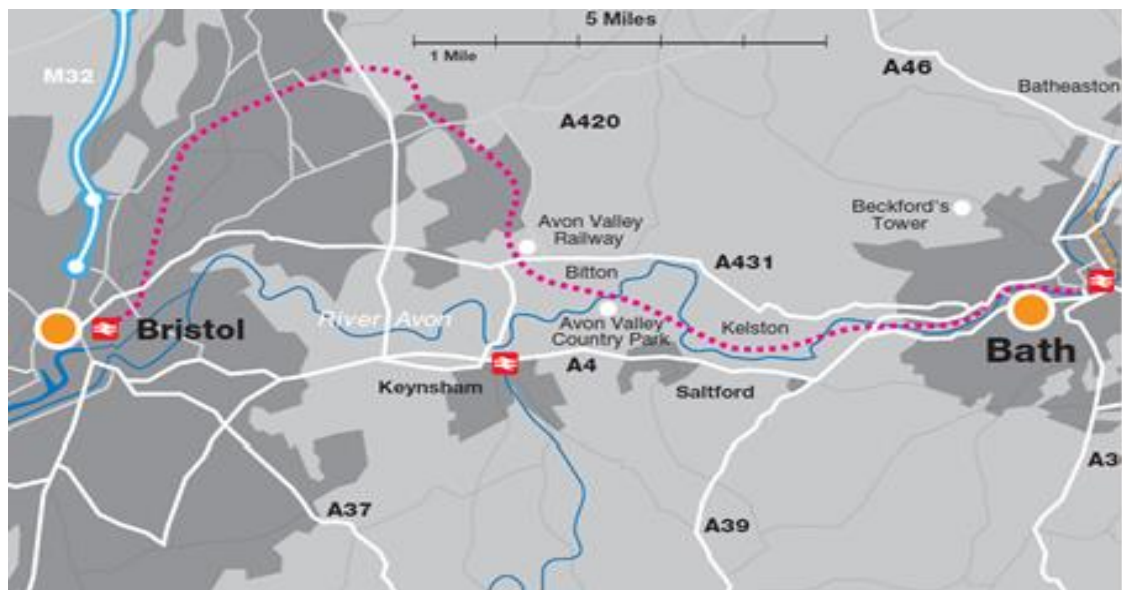 5 Miles
1 Mile
M32
A46
Batheaston
A420
Beckford's
Tower
Avon Valley
Railway
A431
Bitton
River Avon
Bristol
Avon Valley
Country Park
Kelston
Bath
A4
Keynsham
Saltford
A37
A39